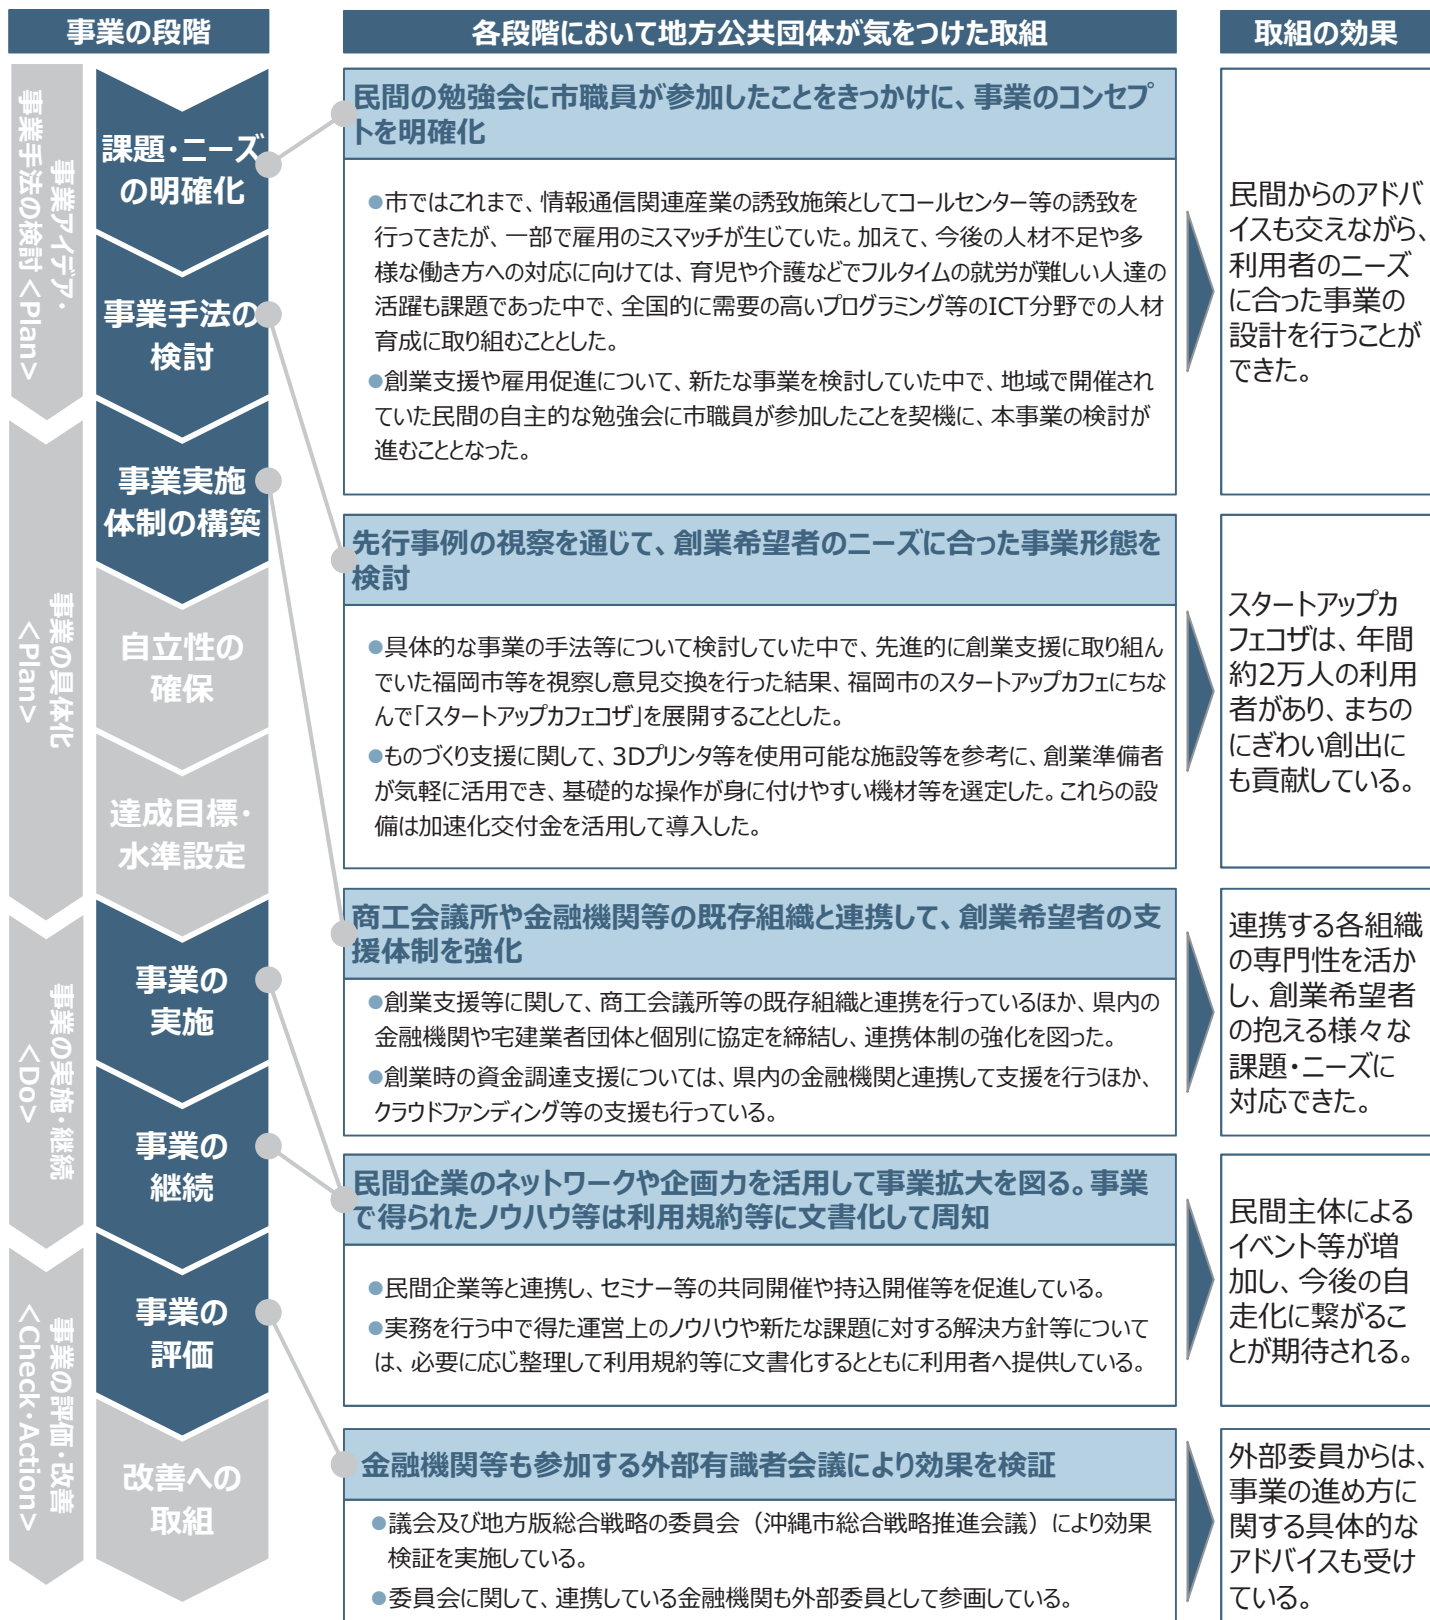 事業の段階
各段階において地方公共団体が気をつけた取組
取組の効果
事業アイデア・
事業手法の検討 <Plan>
事業の具体化
<Plan>
事業の実施・継続
<Do>
事業の評価・改善
<Check・Action>
課題・ニーズ
の明確化
事業手法の
検討
事業実施
体制の構築
自立性の
確保
達成目標・
水準設定
事業の
実施
事業の
継続
事業の
評価
改善への
取組
民間の勉強会に市職員が参加したことをきっかけに、事業のコンセプ
トを明確化
●市ではこれまで、情報通信関連産業の誘致施策としてコールセンター等の誘致を
行ってきたが、一部で雇用のミスマッチが生じていた。加えて、今後の人材不足や多
様な働き方への対応に向けては、育児や介護などでフルタイムの就労が難しい人達の
活躍も課題であった中で、全国的に需要の高いプログラミング等のICT分野での人材
育成に取り組むこととした。
●創業支援や雇用促進について、新たな事業を検討していた中で、地域で開催され
ていた民間の自主的な勉強会に市職員が参加したことを契機に、本事業の検討が
進むこととなった。
民間からのアドバ
イスも交えながら、
利用者のニーズ
に合った事業の
設計を行うことが
できた。
先行事例の視察を通じて、創業希望者のニーズに合った事業形態を
検討
●具体的な事業の手法等について検討していた中で、先進的に創業支援に取り組ん
でいた福岡市等を視察し意見交換を行った結果、福岡市のスタートアップカフェにちな
んで「スタートアップカフェコザ」を展開することとした。
●ものづくり支援に関して、3Dプリンタ等を使用可能な施設等を参考に、創業準備者
が気軽に活用でき、基礎的な操作が身に付けやすい機材等を選定した。これらの設
備は加速化交付金を活用して導入した。
スタートアップカ
フェコザは、年間
約2万人の利用
者があり、まちの
にぎわい創出に
も貢献している。
商工会議所や金融機関等の既存組織と連携して、創業希望者の支
援体制を強化
●創業支援等に関して、商工会議所等の既存組織と連携を行っているほか、県内の
金融機関や宅建業者団体と個別に協定を締結し、連携体制の強化を図った。
●創業時の資金調達支援については、県内の金融機関と連携して支援を行うほか、
クラウドファンディング等の支援も行っている。
連携する各組織
の専門性を活か
し、創業希望者
の抱える様々な
課題・ニーズに
対応できた。
民間企業のネットワークや企画力を活用して事業拡大を図る。事業
で得られたノウハウ等は利用規約等に文書化して周知
●民間企業等と連携し、セミナー等の共同開催や持込開催等を促進している。
●実務を行う中で得た運営上のノウハウや新たな課題に対する解決方針等について
は、必要に応じ整理して利用規約等に文書化するとともに利用者へ提供している。
民間主体による
イベント等が増
加し、今後の自
走化に繋がるこ
とが期待される。
金融機関等も参加する外部有識者会議により効果を検証
●議会及び地方版総合戦略の委員会（沖縄市総合戦略推進会議）により効果
検証を実施している。
●委員会に関して、連携している金融機関も外部委員として参画している。
外部委員からは、
事業の進め方に
関する具体的な
アドバイスも受け
ている。